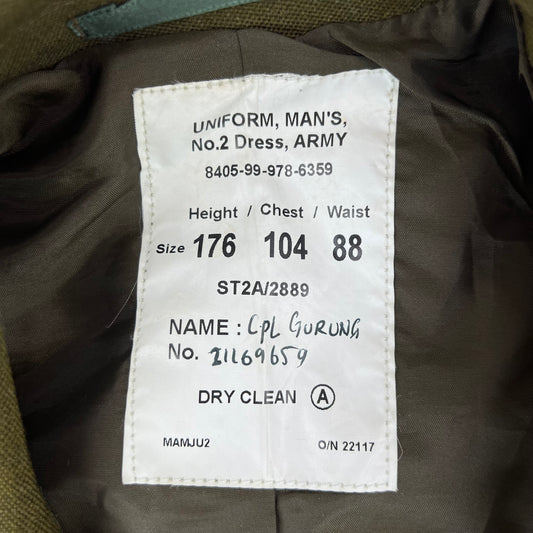 UNIFORM, MAN'S,
No.2 Dress, ARMY
8405-99-978-6359
Height / Chest / Waist
Size 176 104 88
ST2A/2889
NAME : CpL GURUNG
No. 21169659
DRY CLEAN Ⓐ
MAMJU2 O/N 22117